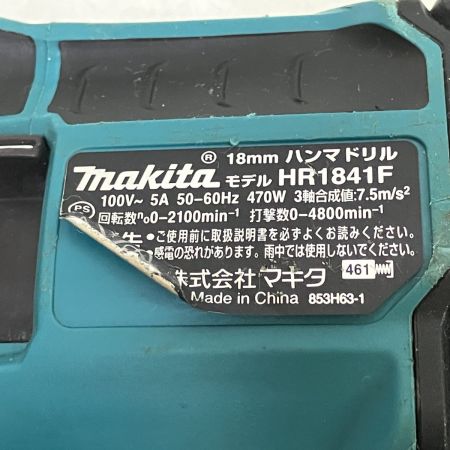 ® 18mm ハンマドリル
makita モデル HR1841F
100V~ 5A 50-60Hz 470W 3軸合成値:7.5m/s²
PS 回転数n₀0-2100min⁻¹ 打撃数0-4800min⁻¹
告・ご使用前に取扱説明書を必ずよくお読みください。
感電の恐れがあります。雨中では使用しないでください。
株式会社 マキタ 461
Made in China 853H63-1